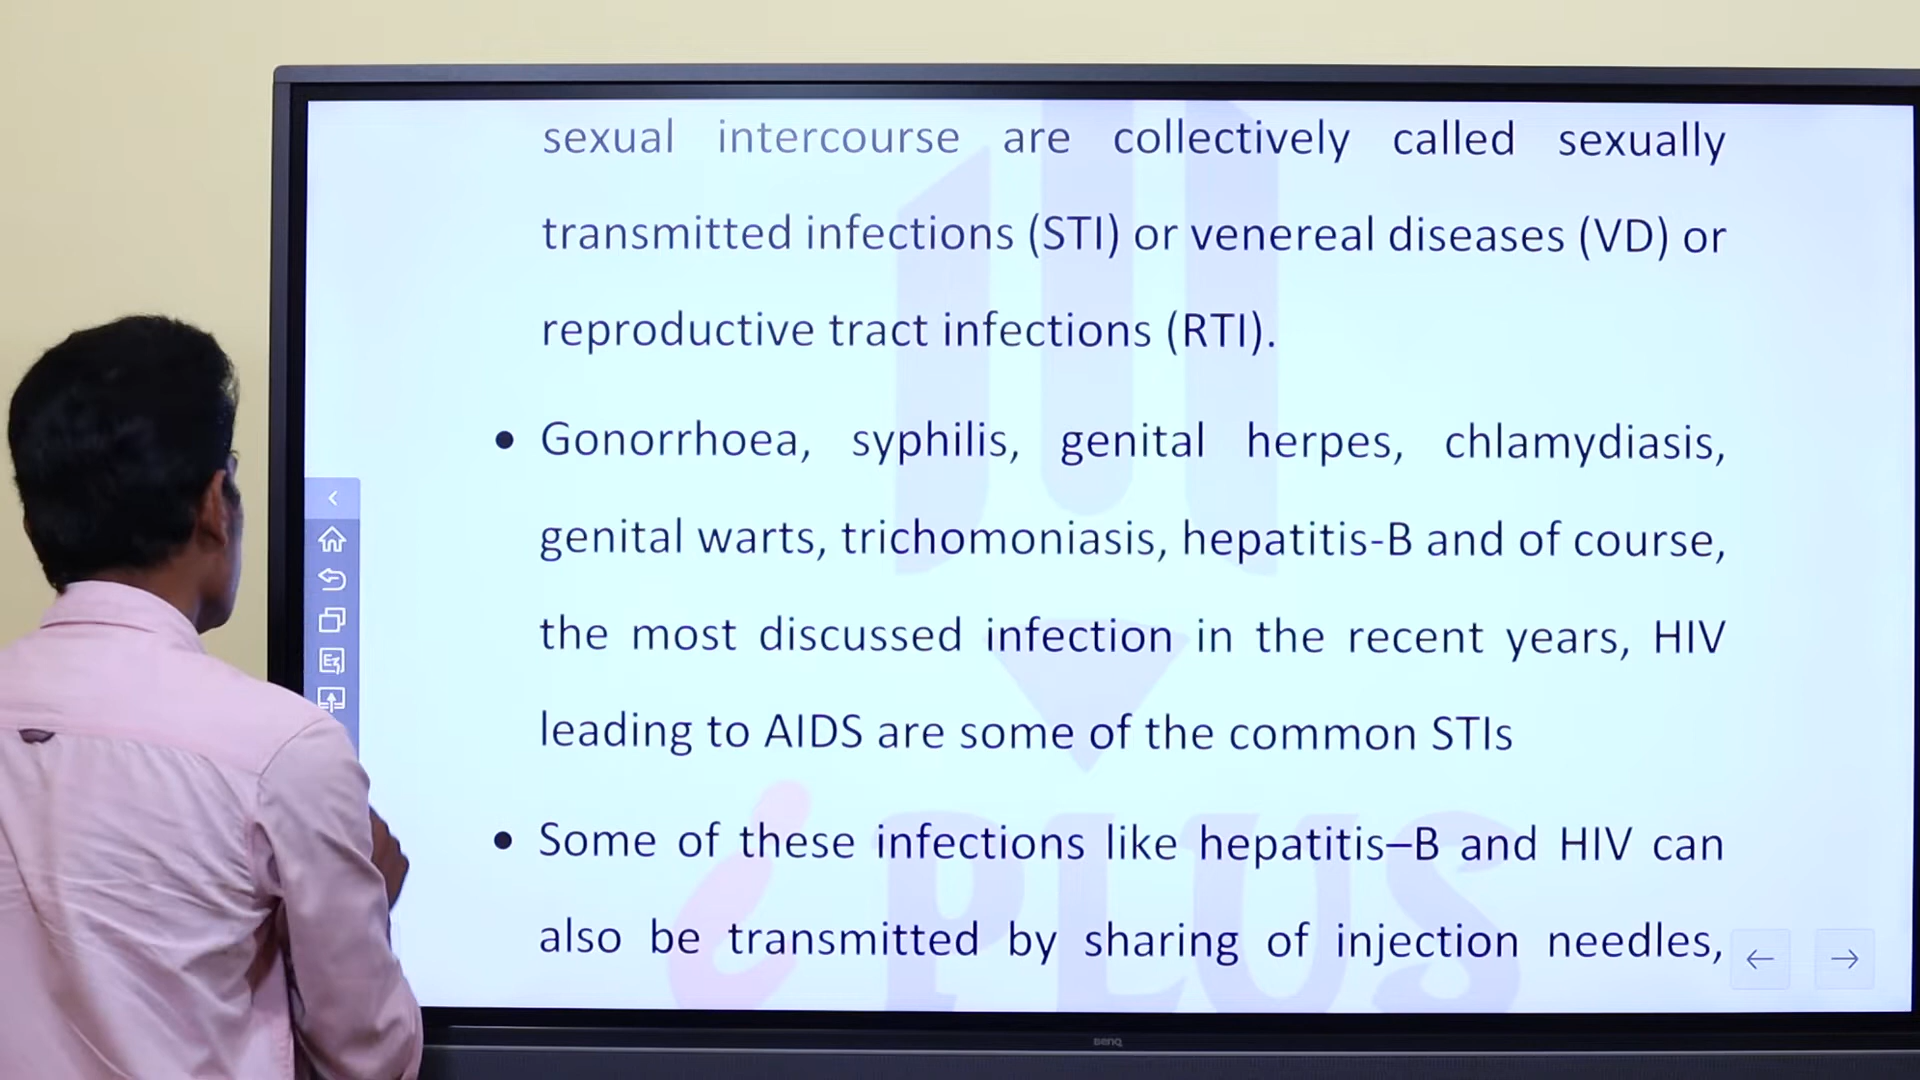 sexual intercourse are collectively called sexually
transmitted infections (STI) or venereal diseases (VD) or
reproductive tract infections (RTI).
• Gonorrhoea, syphilis, genital herpes, chlamydiasis,
genital warts, trichomoniasis, hepatitis-B and of course,
the most discussed infection in the recent years, HIV
leading to AIDS are some of the common STIs
• Some of these infections like hepatitis–B and HIV can
also be transmitted by sharing of injection needles,
i PLUS
BenQ